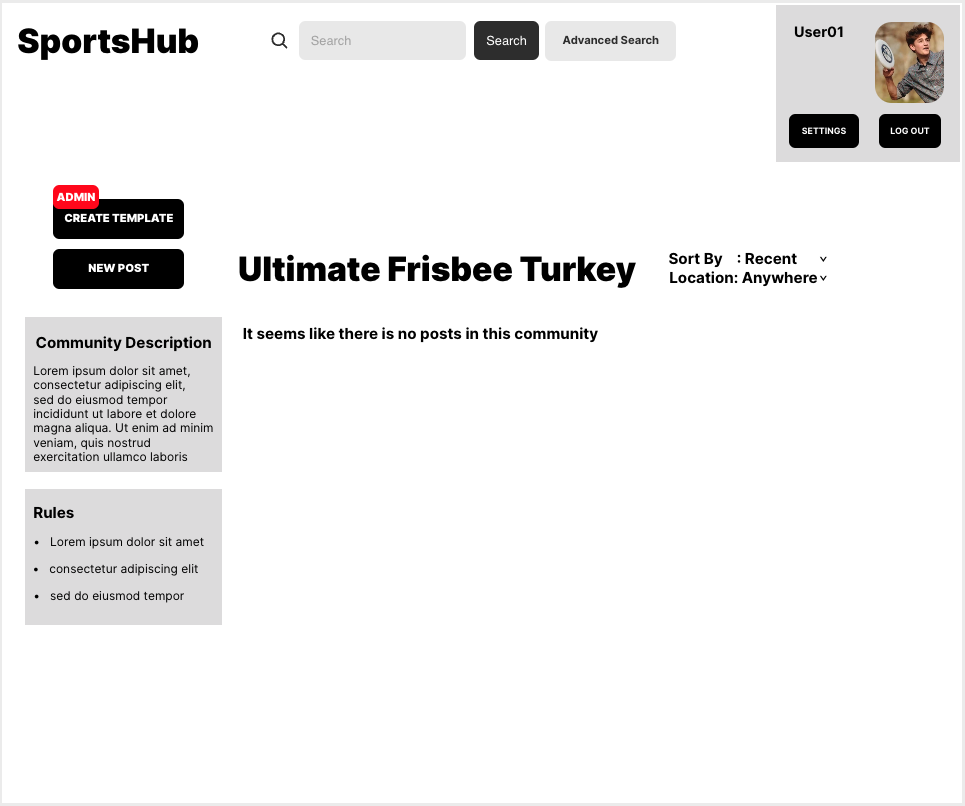 SportsHub
Search
Search
Advanced Search
User01
SETTINGS
LOG OUT
ADMIN
CREATE TEMPLATE
NEW POST
Ultimate Frisbee Turkey
Sort By : Recent
Location: Anywhere
It seems like there is no posts in this community
Community Description
Lorem ipsum dolor sit amet,
consectetur adipiscing elit,
sed do eiusmod tempor
incididunt ut labore et dolore
magna aliqua. Ut enim ad minim
veniam, quis nostrud
exercitation ullamco laboris
Rules
• Lorem ipsum dolor sit amet
• consectetur adipiscing elit
• sed do eiusmod tempor